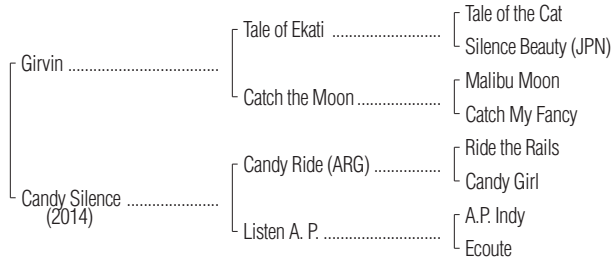 Tale of the Cat
Tale of Ekati ..............................
Silence Beauty (JPN)
Girvin ..........................................
Malibu Moon
Catch the Moon .......................
Catch My Fancy
Ride the Rails
Candy Ride (ARG) ..................
Candy Girl
Candy Silence .........................
(2014)
A.P. Indy
Listen A. P. ................................
Ecoute